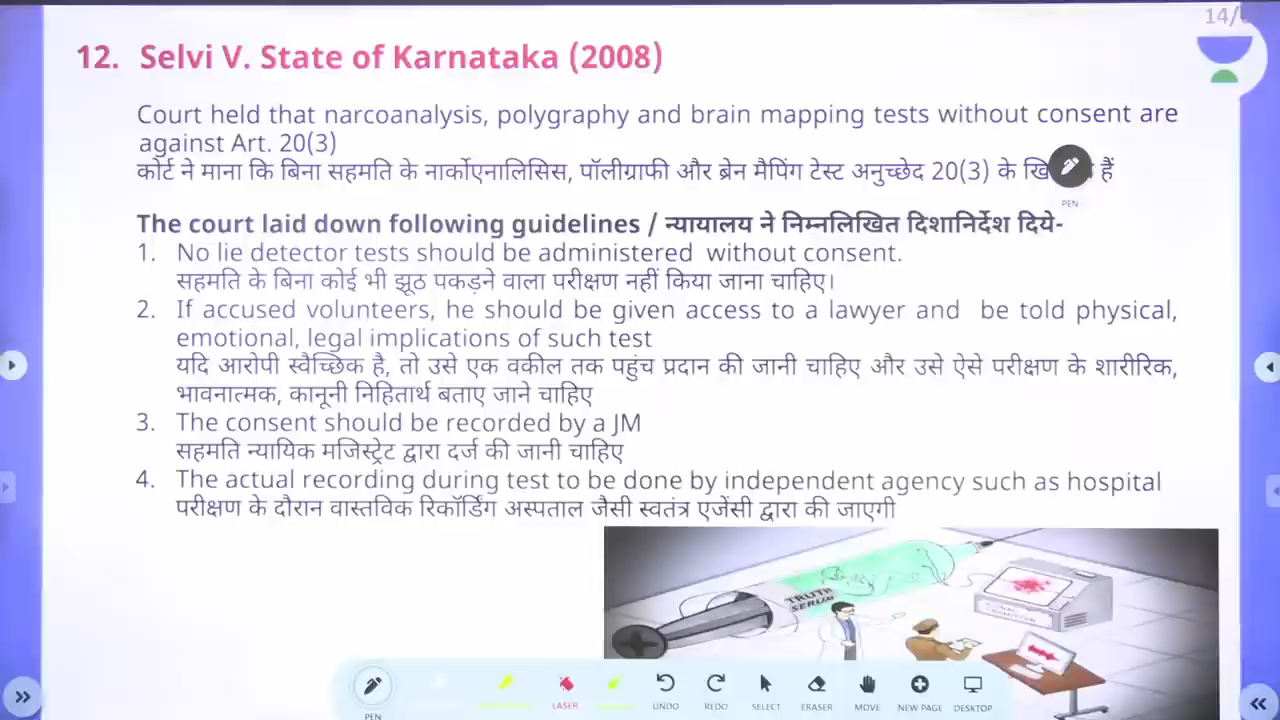 14/
12. Selvi V. State of Karnataka (2008)
Court held that narcoanalysis, polygraphy and brain mapping tests without consent are
against Art. 20(3)
कोर्ट ने माना कि बिना सहमति के नार्कोएनालिसिस, पॉलीग्राफी और ब्रेन मैपिंग टेस्ट अनुच्छेद 20(3) के हैं
PEN
The court laid down following guidelines / न्यायालय ने निम्नलिखित दिशानिर्देश दिये-
1. No lie detector tests should be administered without consent.
सहमति के बिना कोई भी झूठ पकड़ने वाला परीक्षण नहीं किया जाना चाहिए।
2. If accused volunteers, he should be given access to a lawyer and be told physical,
emotional, legal implications of such test
यदि आरोपी स्वैच्छिक है, तो उसे एक वकील तक पहुंच प्रदान की जानी चाहिए और उसे ऐसे परीक्षण के शारीरिक,
भावनात्मक, कानूनी निहितार्थ बताए जाने चाहिए
3. The consent should be recorded by a JM
सहमति न्यायिक मजिस्ट्रेट द्वारा दर्ज की जानी चाहिए
4. The actual recording during test to be done by independent agency such as hospital
परीक्षण के दौरान वास्तविक रिकॉर्डिंग अस्पताल जैसी स्वतंत्र एजेंसी द्वारा की जाएगी
TRUTH
SERUM
PEN LASER UNDO REDO SELECT ERASER MOVE NEW PAGE DESKTOP